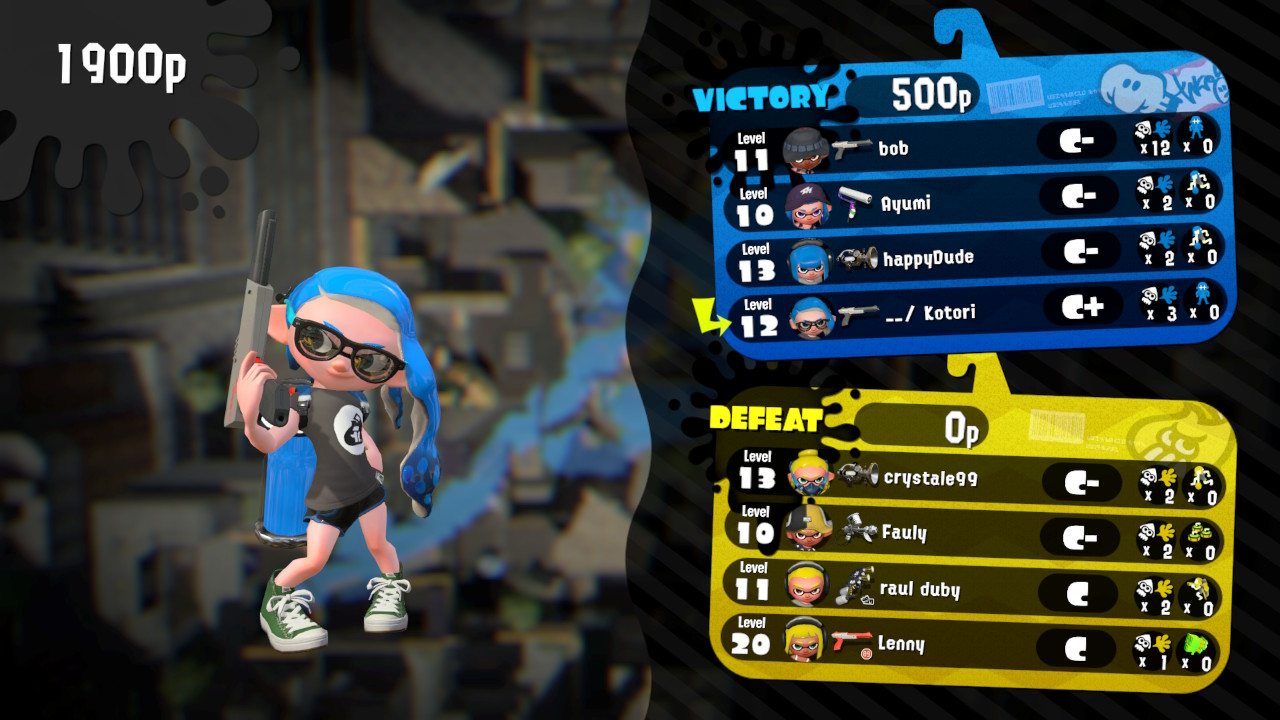 1900p
VICTORY 500p
Level 11 bob C- x12 x 0
Level 10 Ayumi C- x 2 x 0
Level 13 happyDude C- x 2 x 0
Level 12 __/ Kotori C+ x 3 x 0
DEFEAT 0p
Level 13 crystale99 C- x 2 x 0
Level 10 Fauly C- x 2 x 0
Level 11 raul duby C x 2 x 0
Level 20 Lenny C x 1 x 0